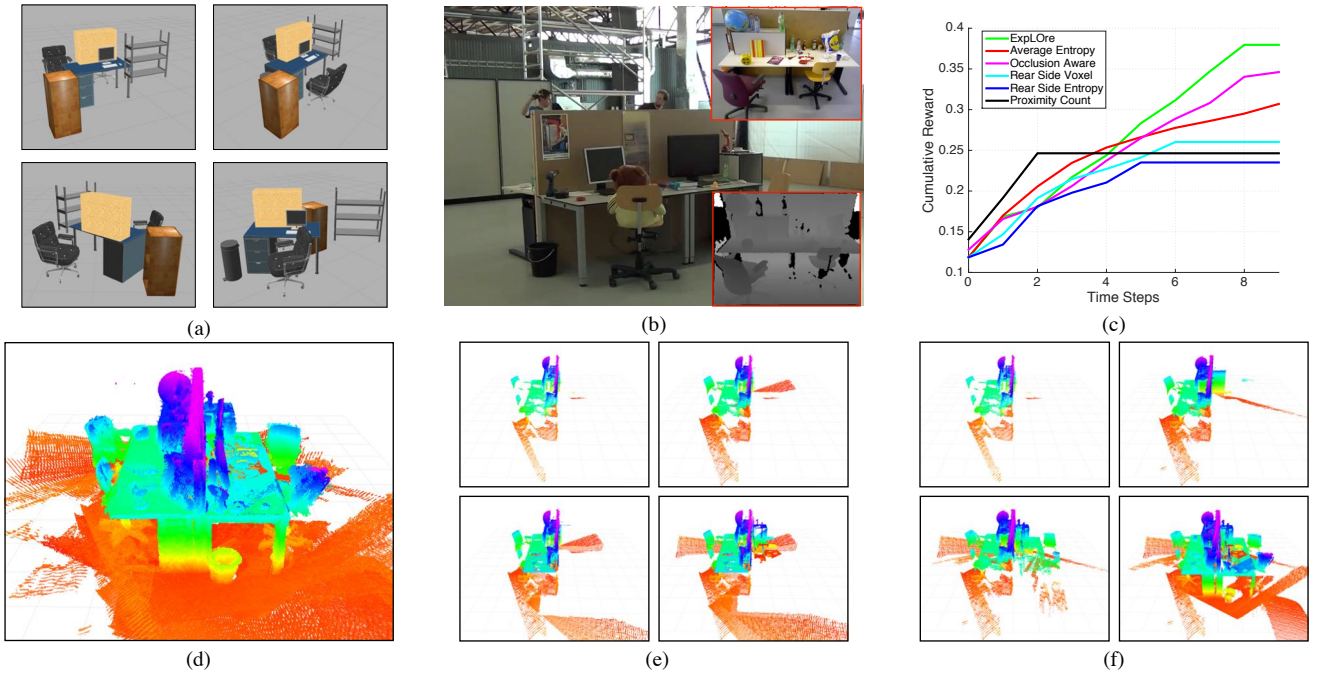 (a)
(b)
0.4
0.35
0.3
0.25
0.2
0.15
0.1
Cumulative Reward
ExpLOre
Average Entropy
Occlusion Aware
Rear Side Voxel
Rear Side Entropy
Proximity Count
0 2 4 6 8
Time Steps
(c)
(d)
(e)
(f)